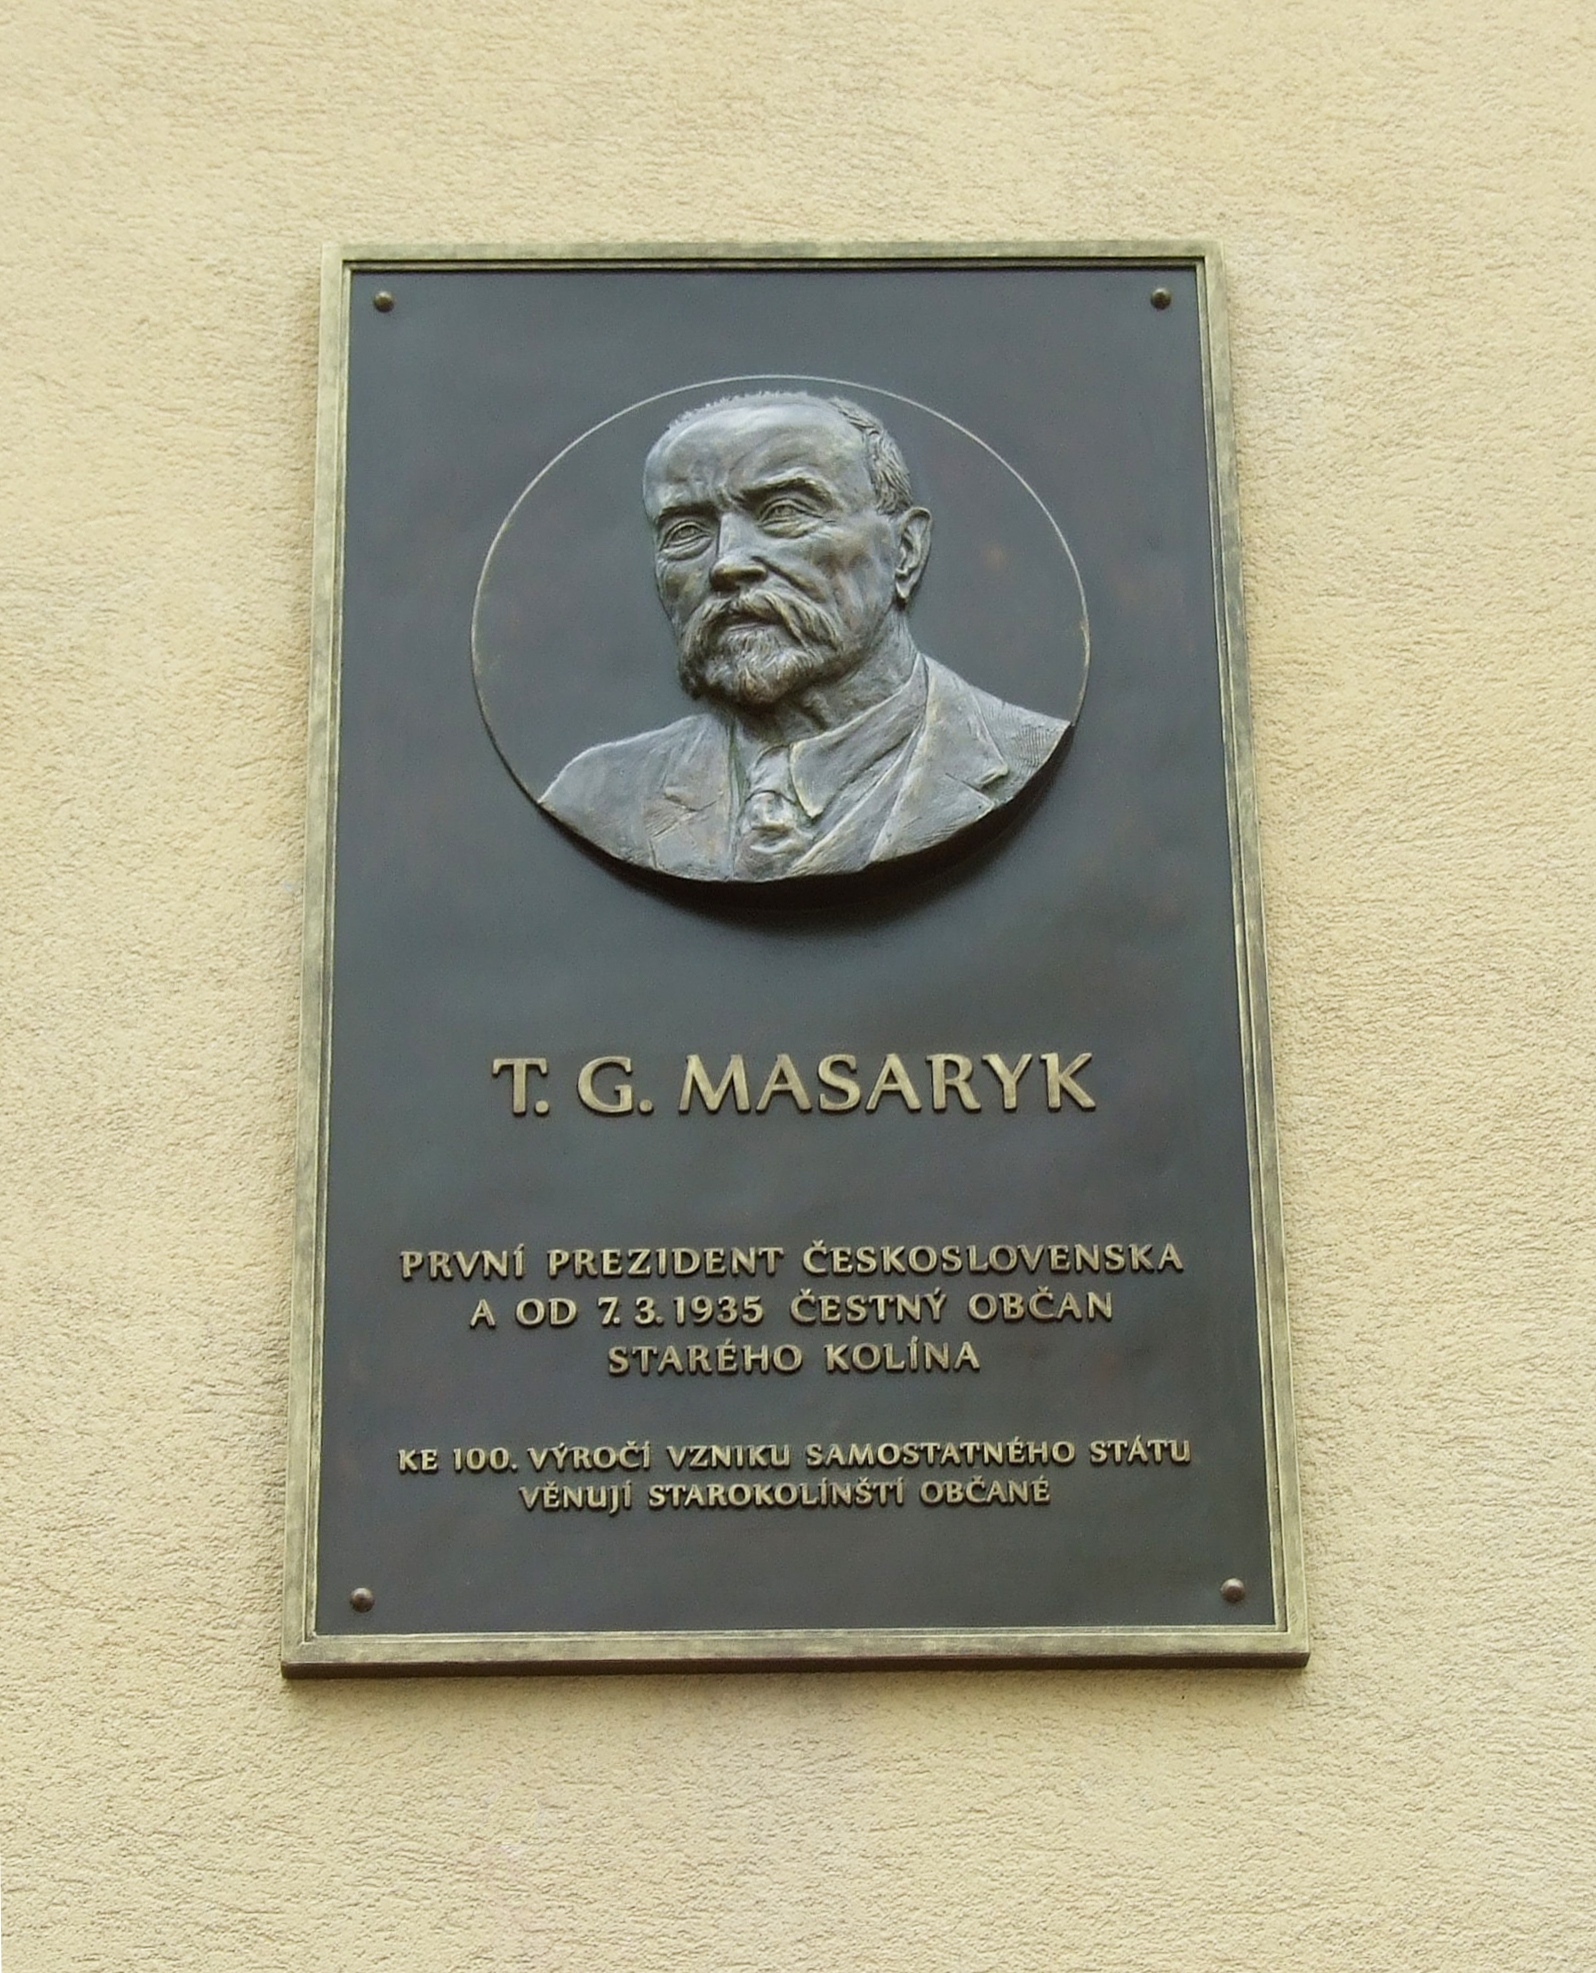 T. G. MASARYK
PRVNÍ PREZIDENT ČESKOSLOVENSKA
A OD 7. 3. 1935 ČESTNÝ OBČAN
STARÉHO KOLÍNA
KE 100. VÝROČÍ VZNIKU SAMOSTATNÉHO STÁTU
VĚNUJÍ STAROKOLÍNŠTÍ OBČANÉ